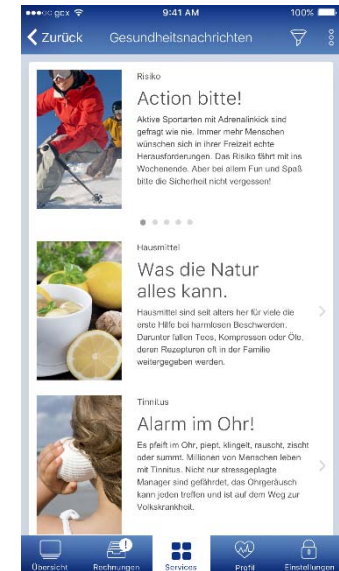 gcx 9:41 AM 100%
Zurück Gesundheitsnachrichten
Risiko
Action bitte!
Aktive Sportarten mit Adrenalinkick sind
gefragt wie nie. Immer mehr Menschen
wünschen sich in ihrer Freizeit echte
Herausforderungen. Das Risiko fährt mit ins
Wochenende. Aber bei allem Fun und Spaß
bitte die Sicherheit nicht vergessen!
Hausmittel
Was die Natur
alles kann.
Hausmittel sind seit alters her für viele die
erste Hilfe bei harmlosen Beschwerden.
Darunter fallen Tees, Kompressen oder Öle,
deren Rezepturen oft in der Familie
weitergegeben werden.
Tinnitus
Alarm im Ohr!
Es pfeift im Ohr, piept, klingelt, rauscht, zischt
oder summt. Millionen von Menschen leben
mit Tinnitus. Nicht nur stressgeplagte
Manager sind gefährdet, das Ohrgeräusch
kann jeden treffen und ist auf dem Weg zur
Volkskrankheit.
Übersicht Rechnungen Services Profil Einstellungen